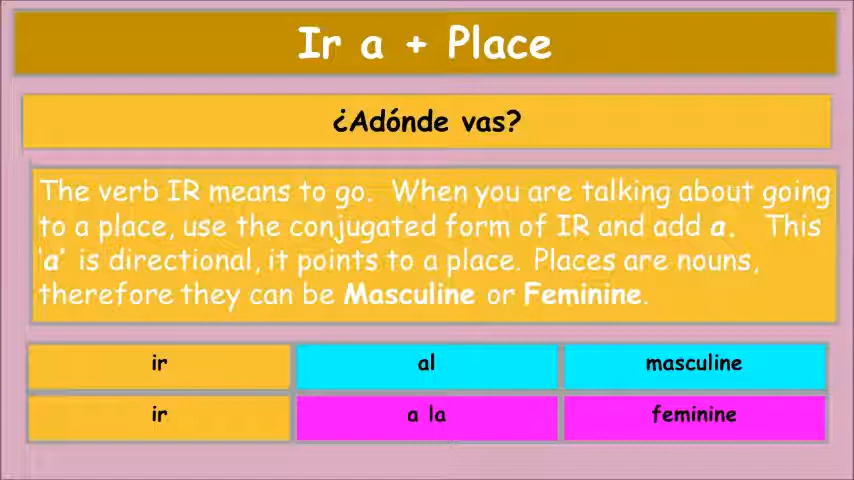 Ir a + Place
¿Adónde vas?
The verb IR means to go. When you are talking about going
to a place, use the conjugated form of IR and add a. This
'a' is directional, it points to a place. Places are nouns,
therefore they can be Masculine or Feminine.
ir al masculine
ir a la feminine